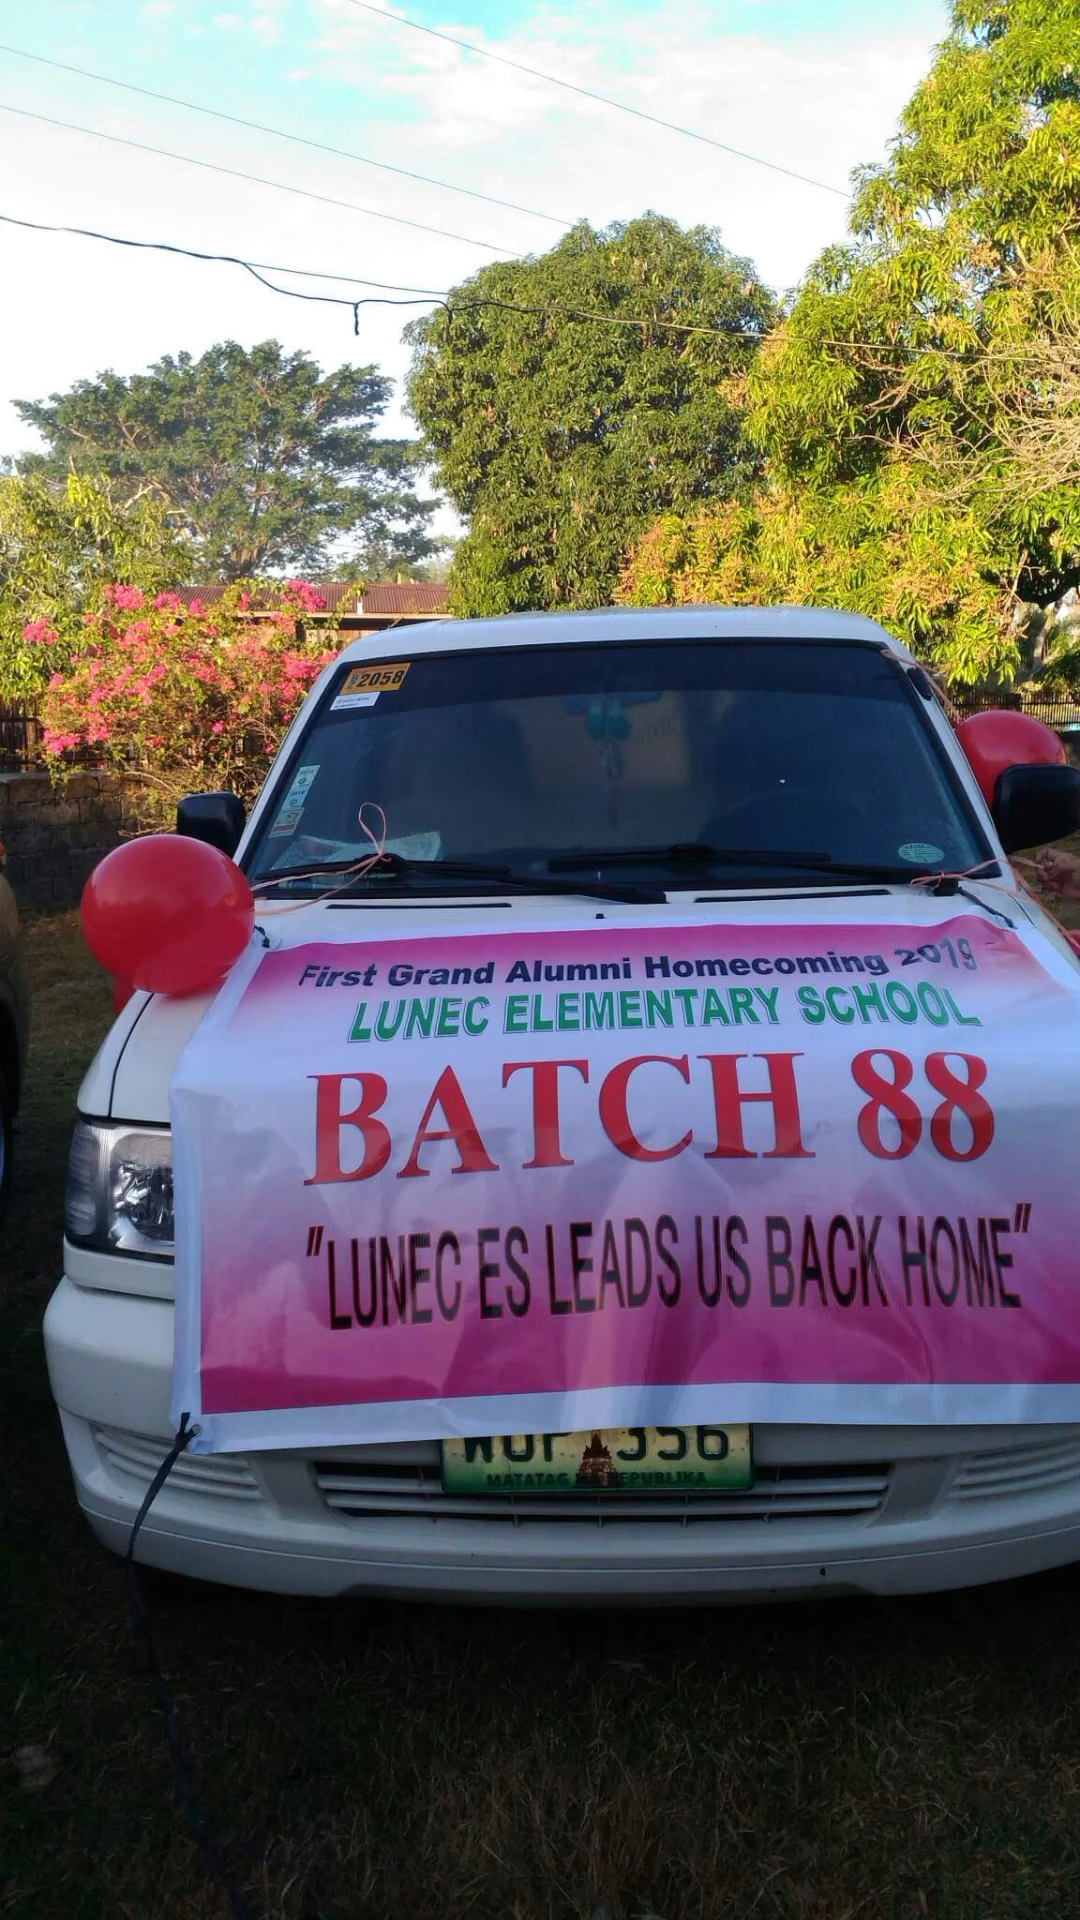 2058
First Grand Alumni Homecoming 2019
LUNEC ELEMENTARY SCHOOL
BATCH 88
"LUNEC ES LEADS US BACK HOME"
356
MATATAG NA REPUBLIKA